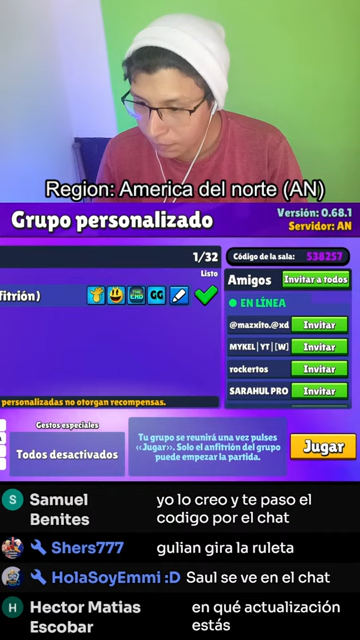 Region: America del norte (AN)
Grupo personalizado
Versión: 0.68.1
Servidor: AN
1/32
Listo
Código de la sala: 538257
Amigos
Invitar a todos
EN LÍNEA
fitrión)
THE END
GG
@mazxito.@xd
Invitar
MYKEL|YT|[W]
Invitar
rockertos
Invitar
SARAHUL PRO
Invitar
personalizadas no otorgan recompensas.
Gestos especiales
Todos desactivados
Tu grupo se reunirá una vez pulses
«Jugar». Solo el anfitrión del grupo
puede empezar la partida.
Jugar
S
Samuel
Benites
yo lo creo y te paso el
codigo por el chat
Shers777
gulian gira la ruleta
HolaSoyEmmi :D
Saul se ve en el chat
H
Hector Matias
Escobar
en qué actualización
estás